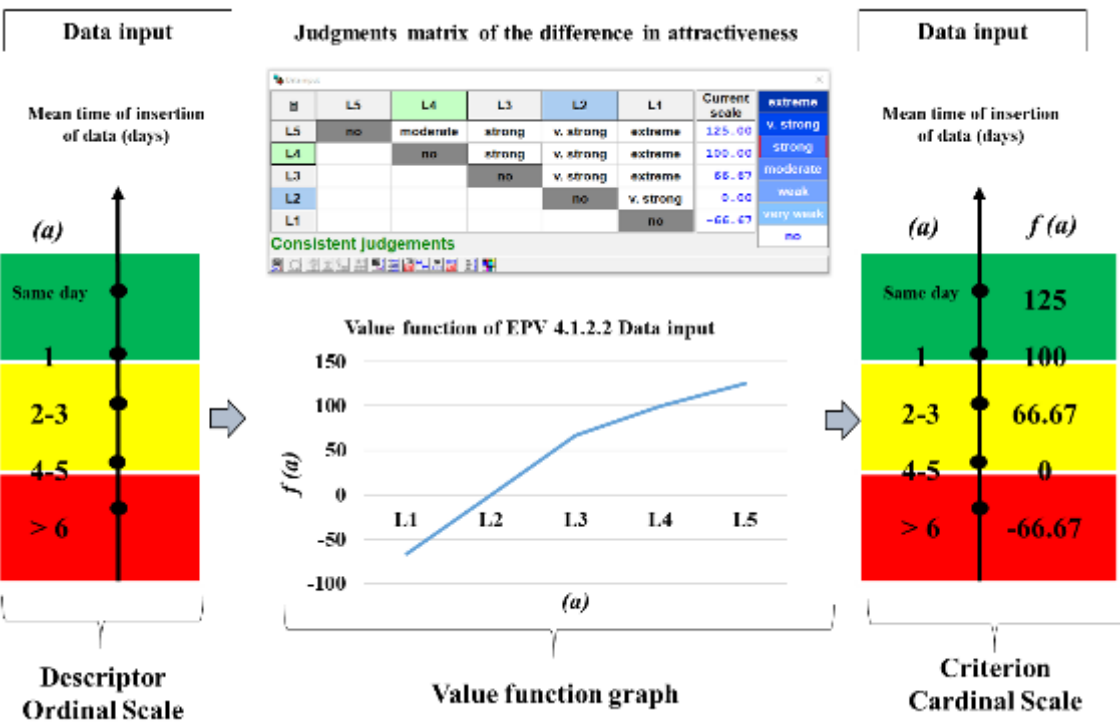 Data input
Mean time of insertion
of data (days)
(a)
Same day
1
2-3
4-5
> 6
Descriptor
Ordinal Scale
Judgments matrix of the difference in attractiveness
L5 L4 L3 L2 L1 Current scale
L5 no moderate strong v. strong extreme 125.00
L4 no strong v. strong extreme 100.00
L3 no v. strong extreme 66.67
L2 no v. strong 0.00
L1 no -66.67
extreme
v. strong
strong
moderate
weak
very weak
no
Consistent judgements
Value function of EPV 4.1.2.2 Data input
150
100
50
0
-50
-100
f (a)
L1 L2 L3 L4 L5
(a)
Value function graph
Data input
Mean time of insertion
of data (days)
(a) f (a)
Same day 125
1 100
2-3 66.67
4-5 0
> 6 -66.67
Criterion
Cardinal Scale